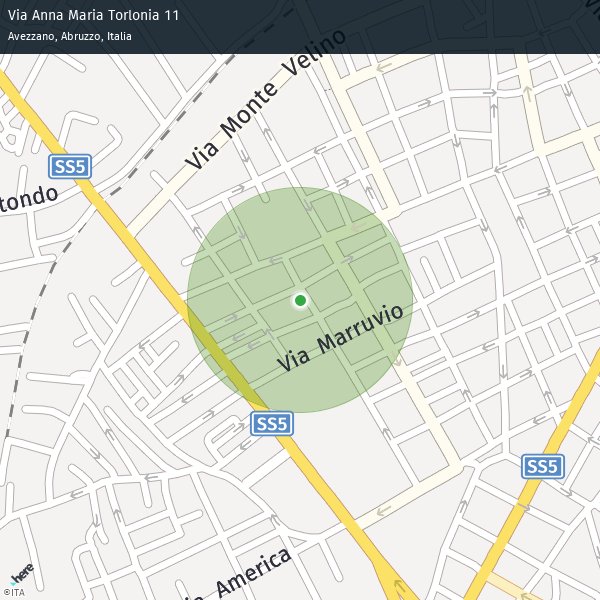 Via Anna Maria Torlonia 11
Avezzano, Abruzzo, Italia
Via Monte Velino
SS5
tondo
Via Marruvio
SS5
SS5
Via America
here
©ITA